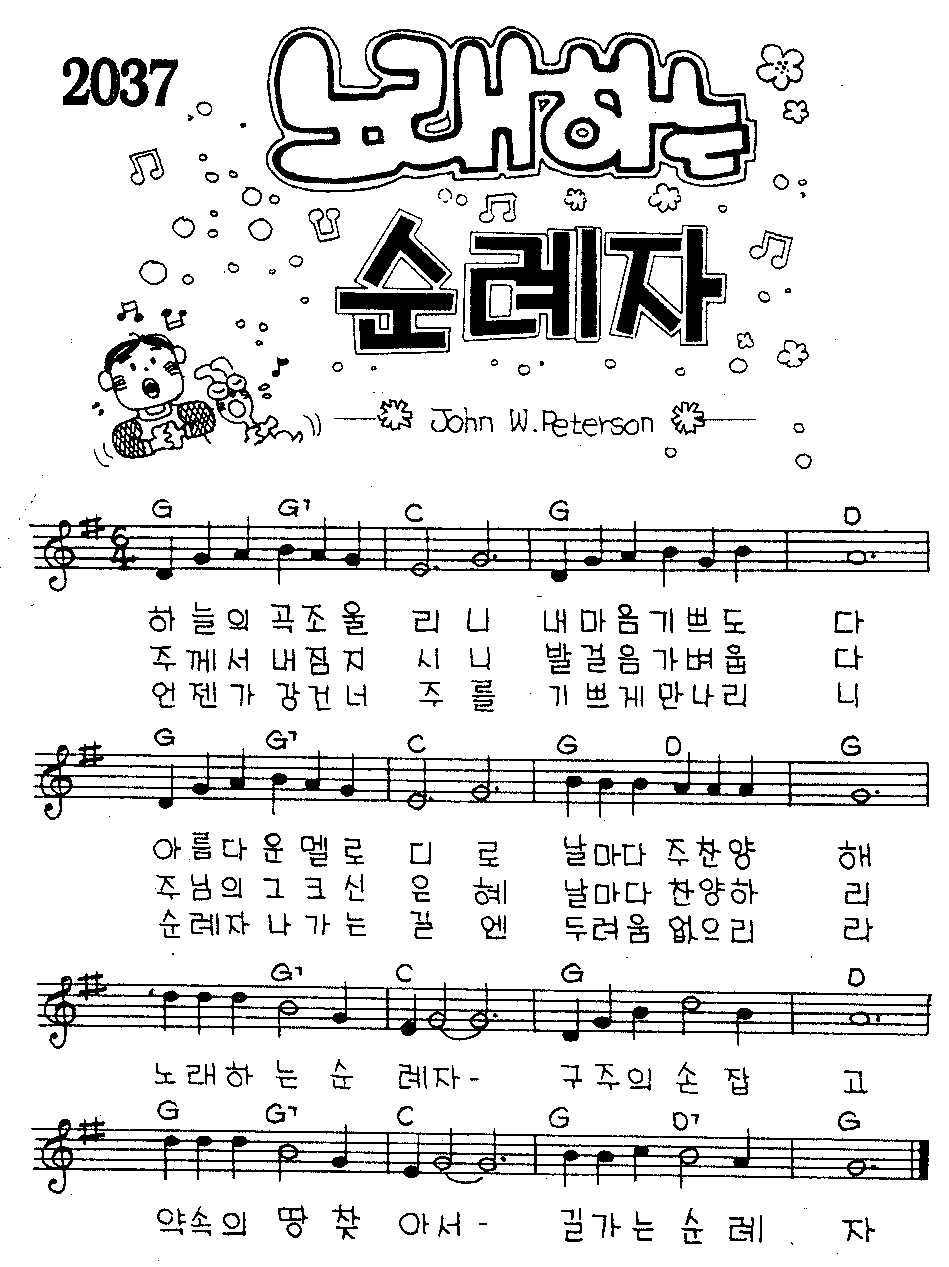 2037
노래하는
순례자
John W. Peterson
G G7 C G D
6
4
하늘의 곡조울 리 니 내마음기쁘도 다
주께서 내짐지 시 니 발걸음가벼웁 다
언젠가 강건너 주 를 기쁘게만나리 니
G G7 C G D G
아름다운 멜로 디 로 날마다 주찬양 해
주님의 그크신 은 혜 날마다 찬양하 리
순례자 나가는 길 엔 두려움 없으리 라
G7 C G D
노래하 는 순 례자- 구주의 손 잡 고
G G7 C G D7 G
약속의 땅 찾 아서- 길가는 순 례 자